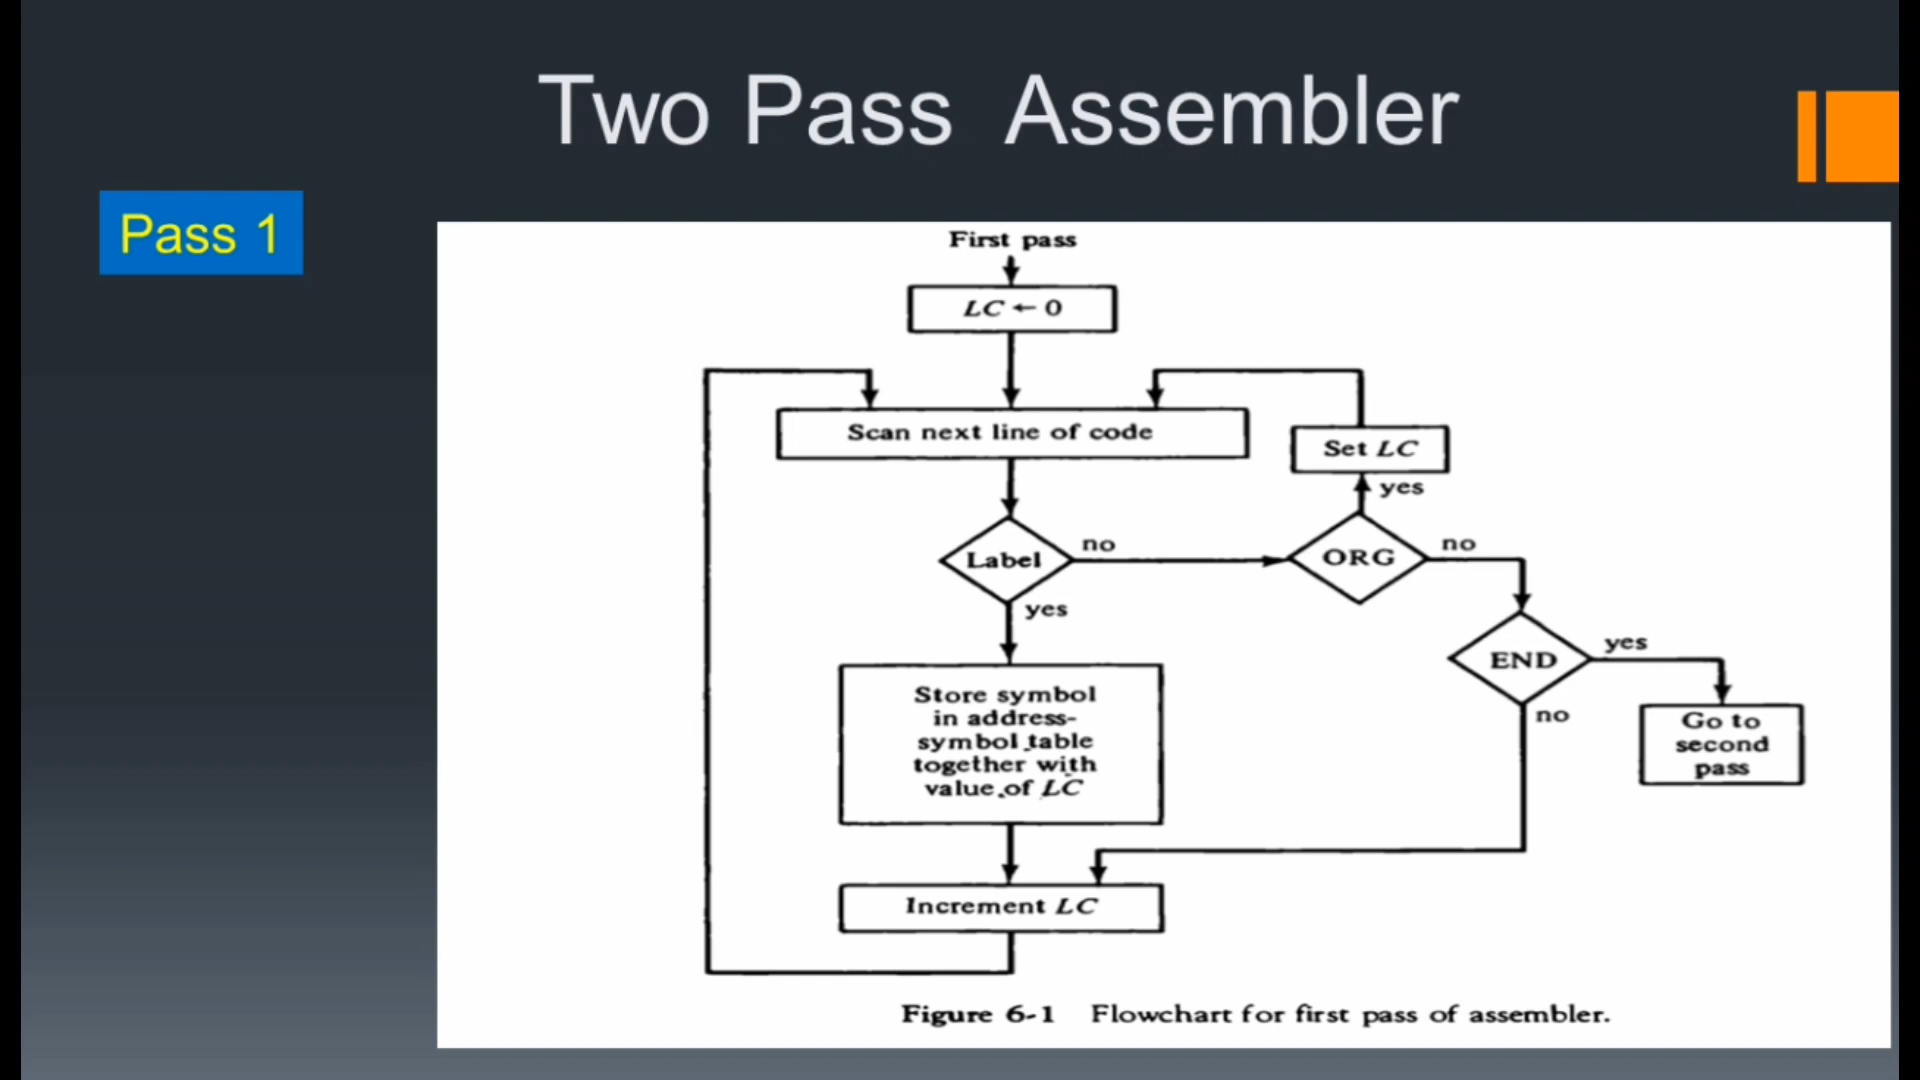 Two Pass Assembler
Pass 1
First pass
LC ← 0
Scan next line of code
Set LC
yes
Label
no
ORG
no
yes
END
yes
no
Store symbol
in address-
symbol table
together with
value of LC
Go to
second
pass
Increment LC
Figure 6-1 Flowchart for first pass of assembler.